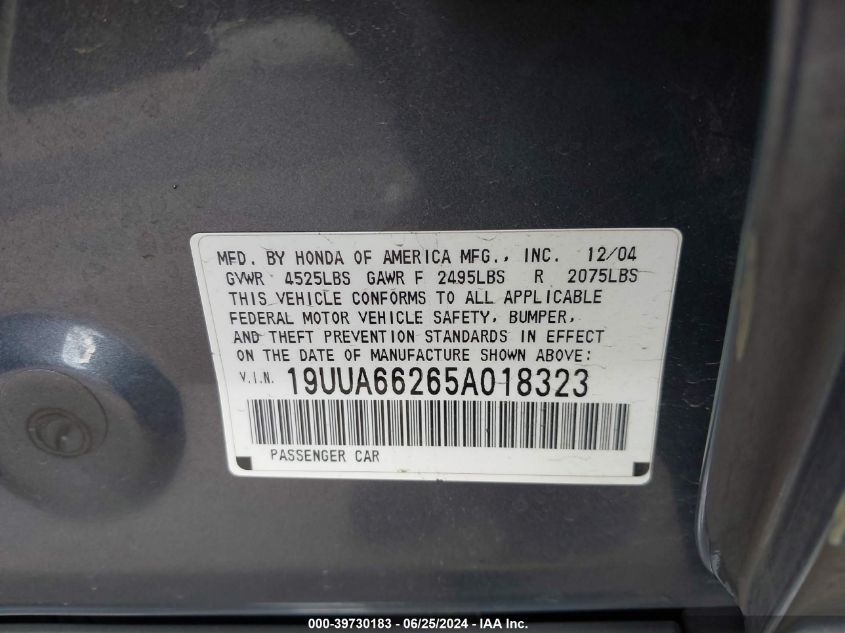 MFD. BY HONDA OF AMERICA MFG., INC. 12/04
GVWR 4525LBS GAWR F 2495LBS R 2075LBS
THIS VEHICLE CONFORMS TO ALL APPLICABLE
FEDERAL MOTOR VEHICLE SAFETY, BUMPER,
AND THEFT PREVENTION STANDARDS IN EFFECT
ON THE DATE OF MANUFACTURE SHOWN ABOVE:
V.I.N. 19UUA66265A018323
PASSENGER CAR
000-39730183 - 06/25/2024 - IAA Inc.